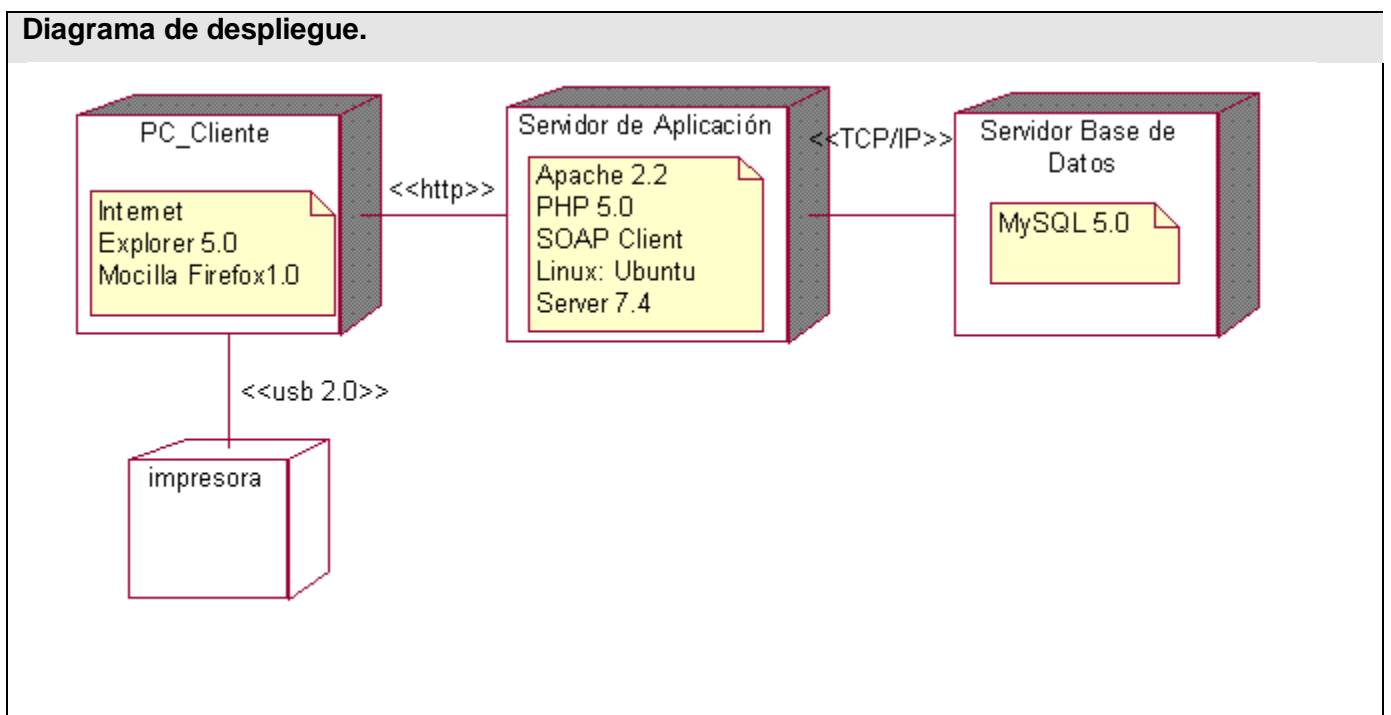 Diagrama de despliegue.
PC_Cliente
Internet
Explorer 5.0
Mocilla Firefox1.0
<<http>>
Servidor de Aplicación
Apache 2.2
PHP 5.0
SOAP Client
Linux: Ubuntu
Server 7.4
<<TCP/IP>>
Servidor Base de
Datos
MySQL 5.0
<<usb 2.0>>
impresora